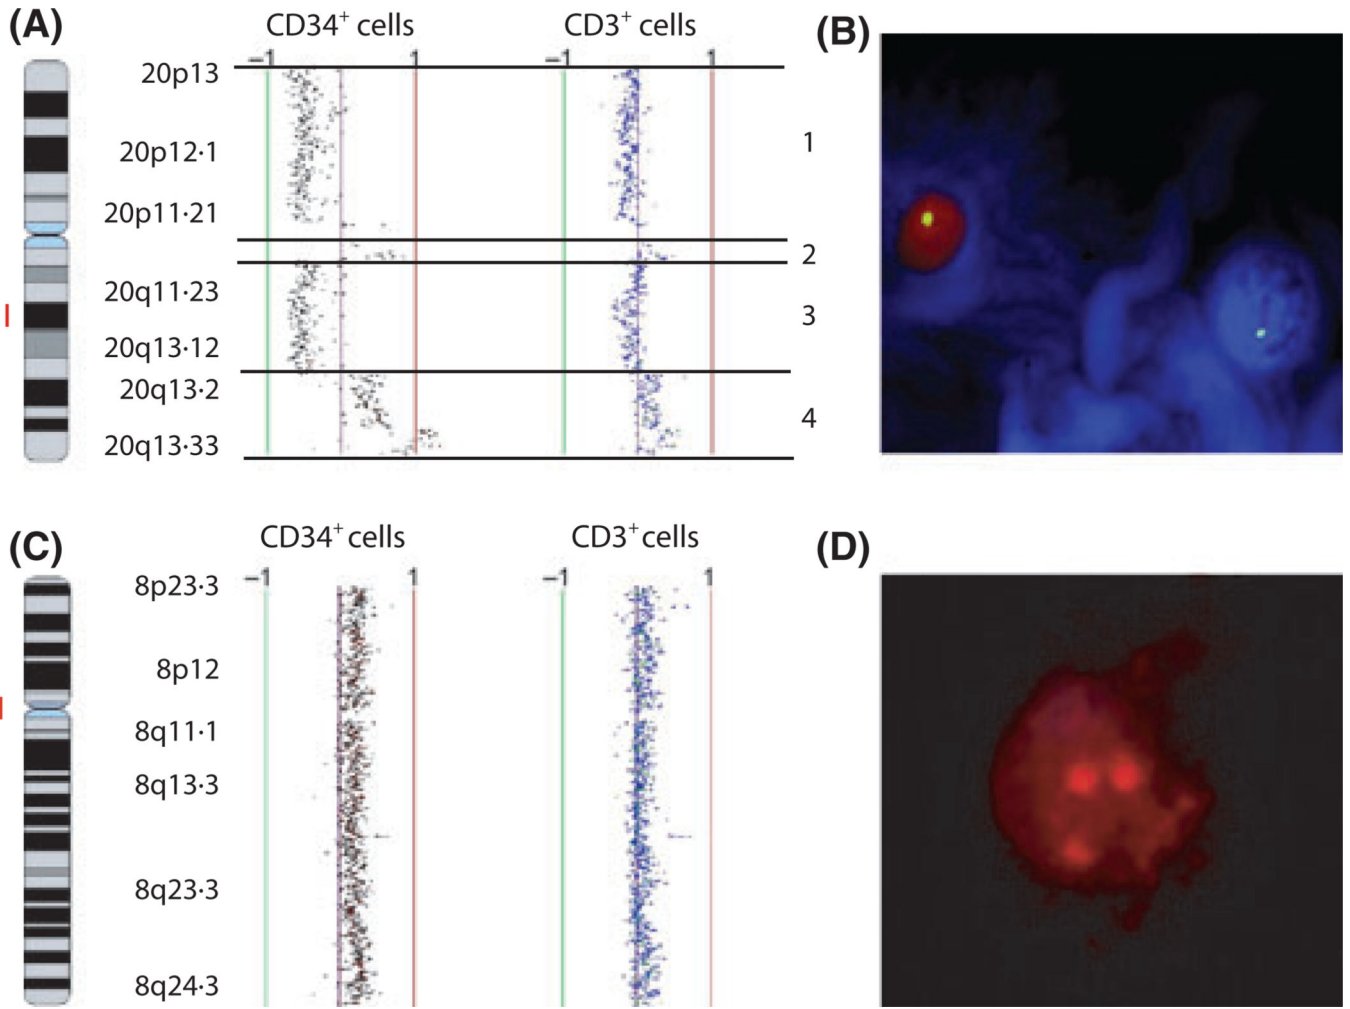 (A)
CD34+ cells
CD3+ cells
(B)
−1
1
−1
1
20p13
20p12·1
1
20p11·21
2
20q11·23
3
20q13·12
20q13·2
4
20q13·33
(C)
CD34+ cells
CD3+ cells
(D)
−1
1
−1
1
8p23·3
8p12
8q11·1
8q13·3
8q23·3
8q24·3